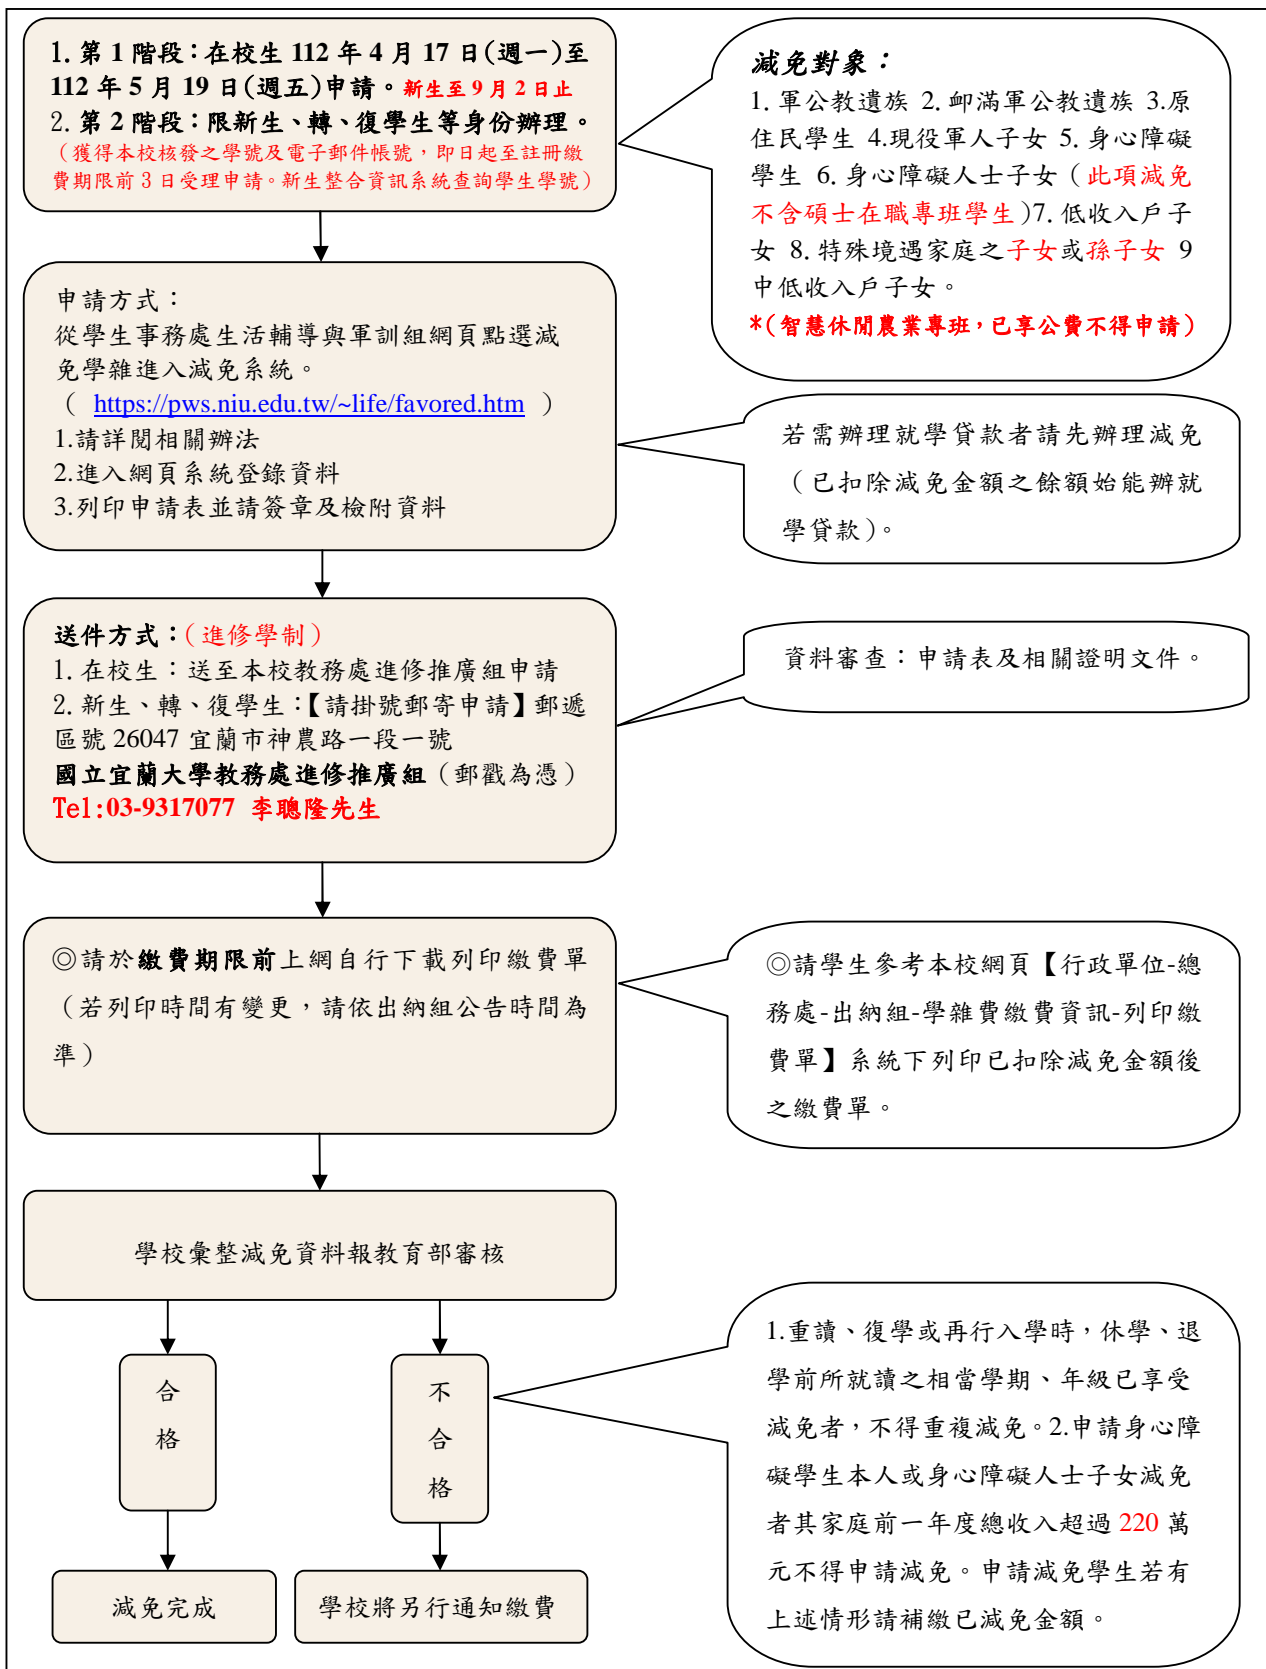 1. 第 1 階段：在校生 112 年 4 月 17 日(週一)至
112 年 5 月 19 日(週五)申請。新生至 9 月 2 日止
2. 第 2 階段：限新生、轉、復學生等身份辦理。
（獲得本校核發之學號及電子郵件帳號，即日起至註冊繳
費期限前 3 日受理申請。新生整合資訊系統查詢學生學號）
減免對象：
1. 軍公教遺族 2. 卹滿軍公教遺族 3.原
住民學生 4.現役軍人子女 5. 身心障礙
學生 6. 身心障礙人士子女（此項減免
不含碩士在職專班學生)7. 低收入戶子
女 8. 特殊境遇家庭之子女或孫子女 9
中低收入戶子女。
*(智慧休閒農業專班，已享公費不得申請)
申請方式：
從學生事務處生活輔導與軍訓組網頁點選減
免學雜進入減免系統。
（ https://pws.niu.edu.tw/~life/favored.htm ）
1.請詳閱相關辦法
2.進入網頁系統登錄資料
3.列印申請表並請簽章及檢附資料
若需辦理就學貸款者請先辦理減免
（已扣除減免金額之餘額始能辦就
學貸款）。
送件方式：（進修學制）
1. 在校生：送至本校教務處進修推廣組申請
2. 新生、轉、復學生：【請掛號郵寄申請】郵遞
區號 26047 宜蘭市神農路一段一號
國立宜蘭大學教務處進修推廣組（郵戳為憑）
Tel:03-9317077 李聰隆先生
資料審查：申請表及相關證明文件。
◎請於繳費期限前上網自行下載列印繳費單
（若列印時間有變更，請依出納組公告時間為
準）
◎請學生參考本校網頁【行政單位-總
務處-出納組-學雜費繳費資訊-列印繳
費單】系統下列印已扣除減免金額後
之繳費單。
學校彙整減免資料報教育部審核
合
格
不
合
格
1.重讀、復學或再行入學時，休學、退
學前所就讀之相當學期、年級已享受
減免者，不得重複減免。2.申請身心障
礙學生本人或身心障礙人士子女減免
者其家庭前一年度總收入超過 220 萬
元不得申請減免。申請減免學生若有
上述情形請補繳已減免金額。
減免完成
學校將另行通知繳費